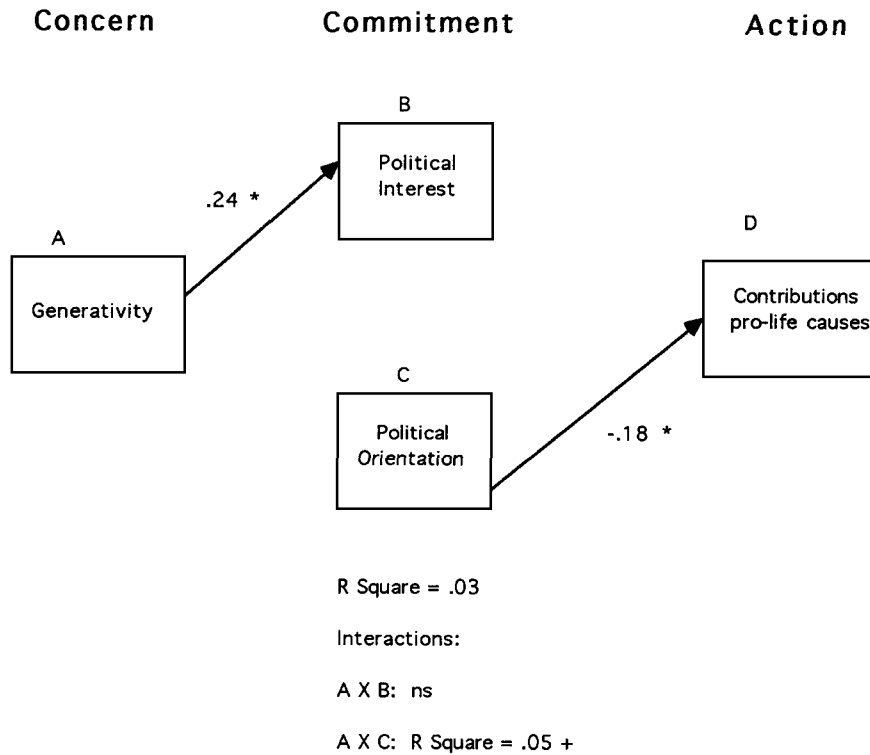 Concern
Commitment
Action
B
Political
Interest
.24 *
A
Generativity
D
Contributions
pro-life causes
C
Political
Orientation
-.18 *
R Square = .03
Interactions:
A X B: ns
A X C: R Square = .05 +